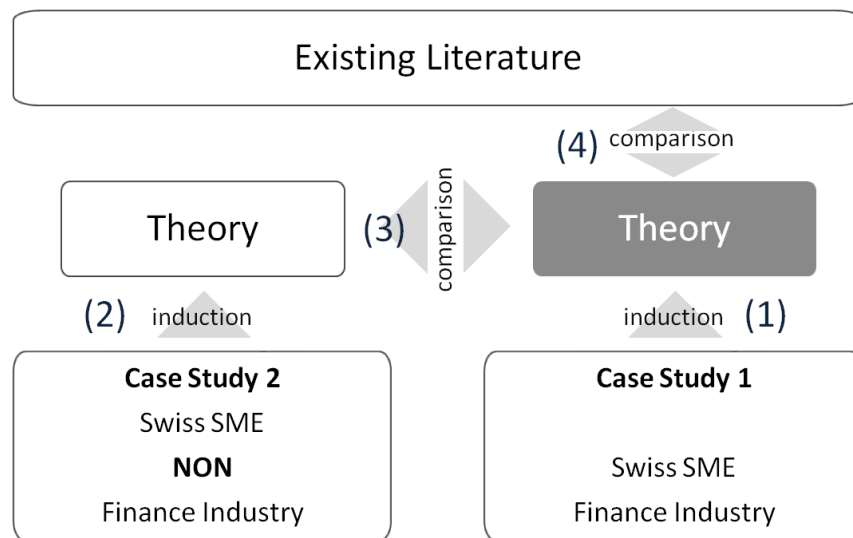 Existing Literature
(4) comparison
Theory
(3)
comparison
Theory
(2) induction
induction (1)
Case Study 2
Swiss SME
NON
Finance Industry
Case Study 1
Swiss SME
Finance Industry